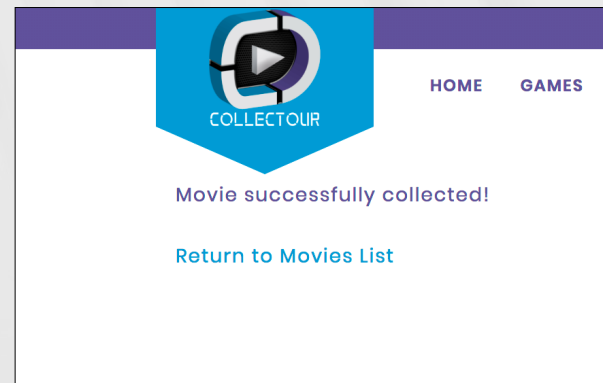 COLLECTOUR
HOME GAMES
Movie successfully collected!
Return to Movies List